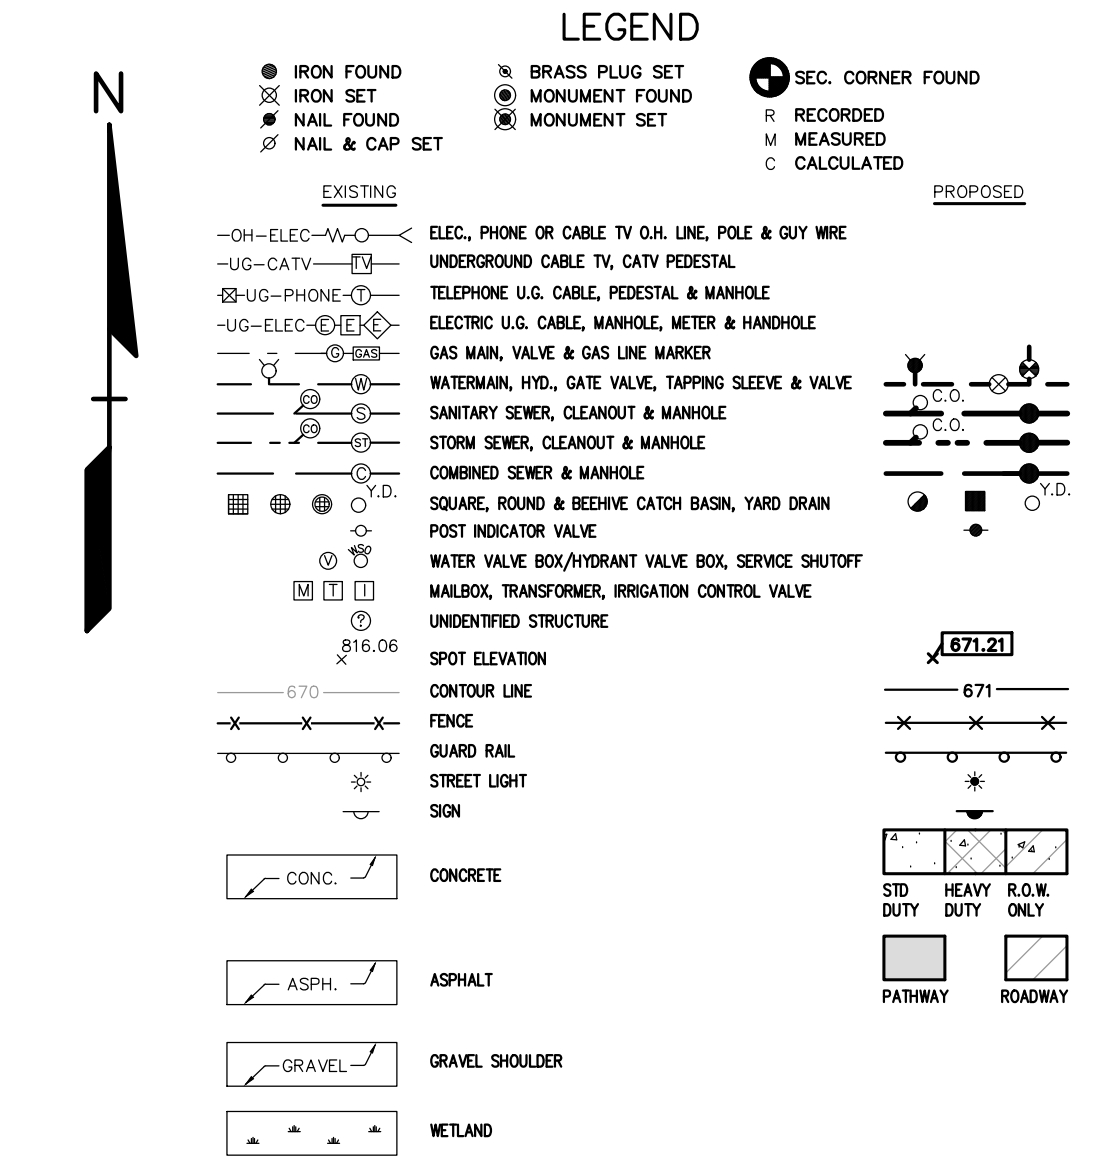 LEGEND
N
IRON FOUND
IRON SET
NAIL FOUND
NAIL & CAP SET
BRASS PLUG SET
MONUMENT FOUND
MONUMENT SET
SEC. CORNER FOUND
R RECORDED
M MEASURED
C CALCULATED
EXISTING PROPOSED
OH-ELEC ELEC., PHONE OR CABLE TV O.H. LINE, POLE & GUY WIRE
UG-CATV TV UNDERGROUND CABLE TV, CATV PEDESTAL
UG-PHONE T TELEPHONE U.G. CABLE, PEDESTAL & MANHOLE
UG-ELEC E E E ELECTRIC U.G. CABLE, MANHOLE, METER & HANDHOLE
G GAS GAS MAIN, VALVE & GAS LINE MARKER
W WATERMAIN, HYD., GATE VALVE, TAPPING SLEEVE & VALVE
CO S SANITARY SEWER, CLEANOUT & MANHOLE C.O.
CO ST STORM SEWER, CLEANOUT & MANHOLE C.O.
C COMBINED SEWER & MANHOLE
Y.D. SQUARE, ROUND & BEEHIVE CATCH BASIN, YARD DRAIN Y.D.
POST INDICATOR VALVE
V WSO WATER VALVE BOX/HYDRANT VALVE BOX, SERVICE SHUTOFF
M T I MAILBOX, TRANSFORMER, IRRIGATION CONTROL VALVE
? UNIDENTIFIED STRUCTURE
816.06 SPOT ELEVATION 671.21
670 CONTOUR LINE 671
FENCE
GUARD RAIL
STREET LIGHT
SIGN
CONC. CONCRETE
STD DUTY
HEAVY DUTY
R.O.W. ONLY
ASPH. ASPHALT
PATHWAY ROADWAY
GRAVEL GRAVEL SHOULDER
WETLAND